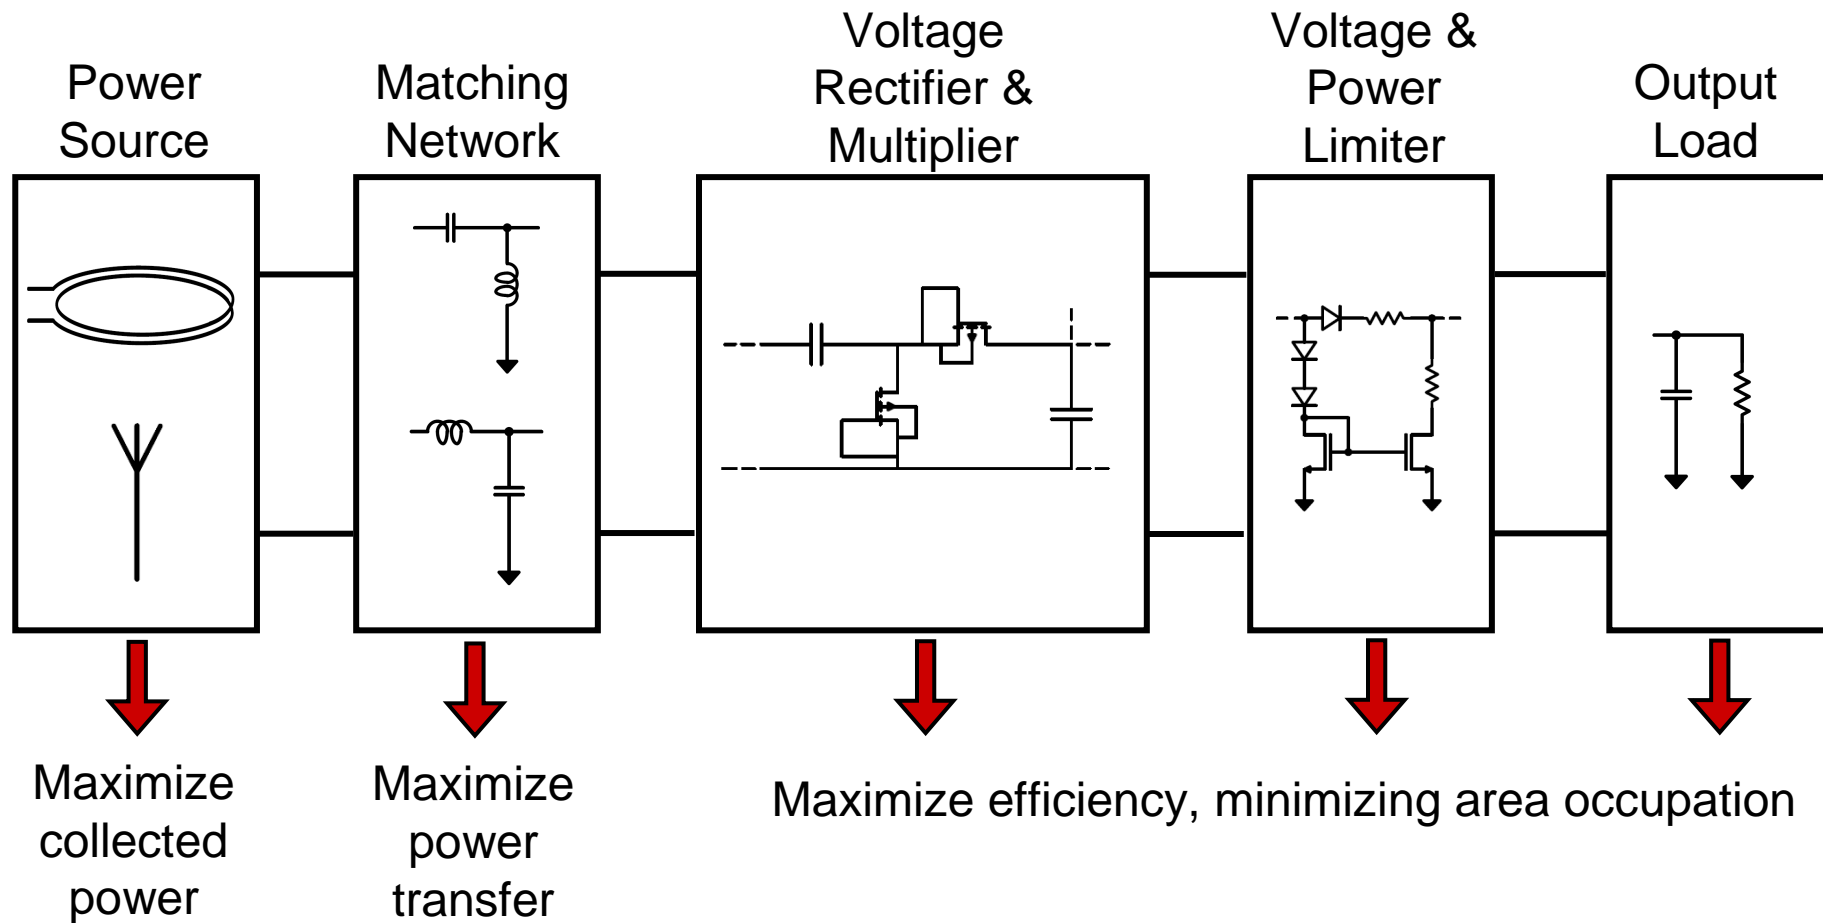 Power
Source
Matching
Network
Voltage
Rectifier &
Multiplier
Voltage &
Power
Limiter
Output
Load
Maximize
collected
power
Maximize
power
transfer
Maximize efficiency, minimizing area occupation